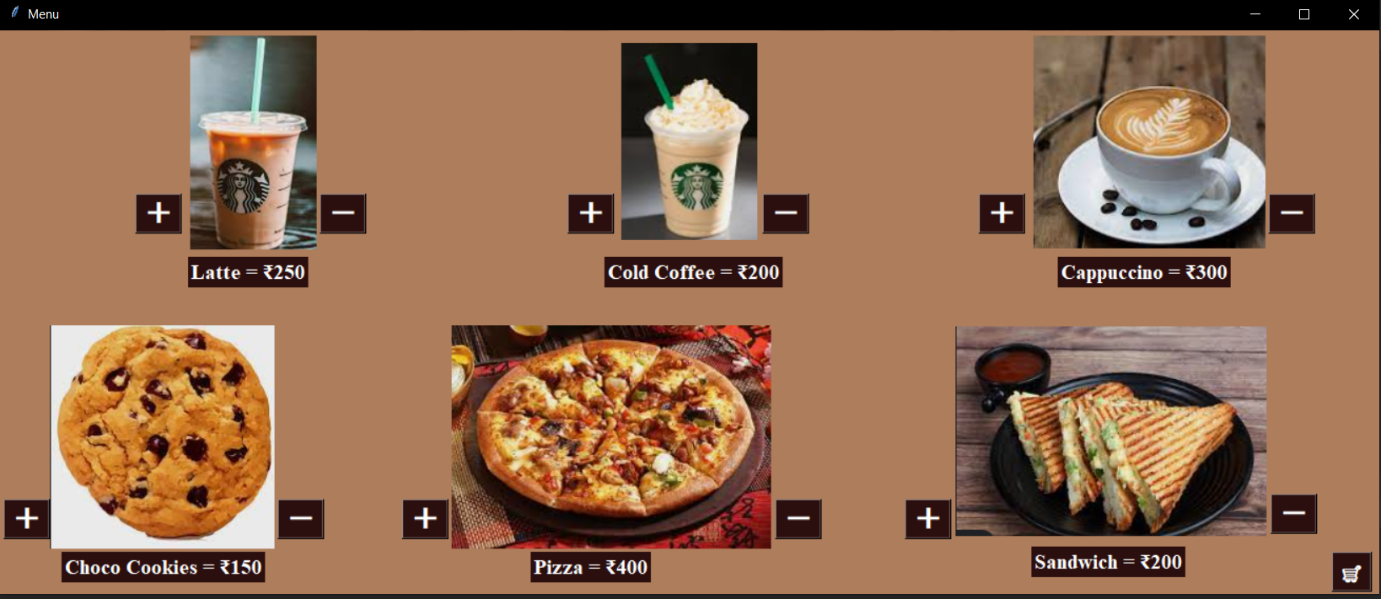 Menu
Latte = ₹250
Cold Coffee = ₹200
Cappuccino = ₹300
Choco Cookies = ₹150
Pizza = ₹400
Sandwich = ₹200